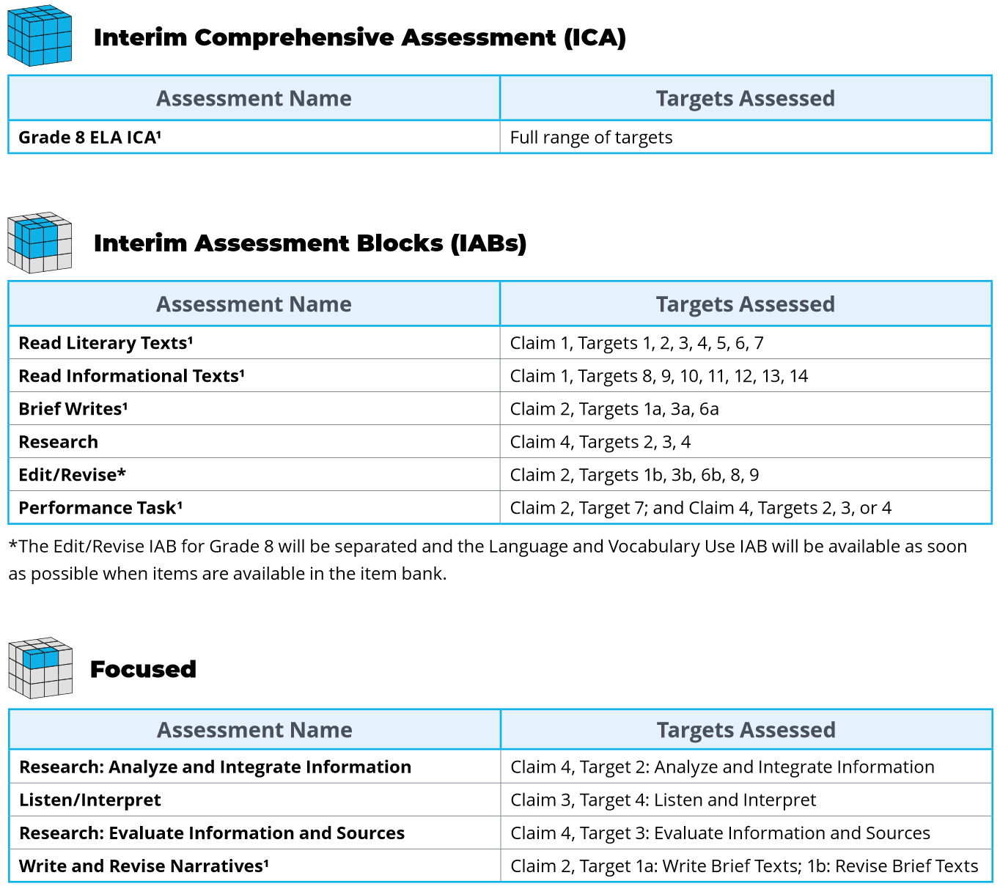 Interim Comprehensive Assessment (ICA)
Assessment Name Targets Assessed
Grade 8 ELA ICA¹ Full range of targets
Interim Assessment Blocks (IABs)
Assessment Name Targets Assessed
Read Literary Texts¹ Claim 1, Targets 1, 2, 3, 4, 5, 6, 7
Read Informational Texts¹ Claim 1, Targets 8, 9, 10, 11, 12, 13, 14
Brief Writes¹ Claim 2, Targets 1a, 3a, 6a
Research Claim 4, Targets 2, 3, 4
Edit/Revise* Claim 2, Targets 1b, 3b, 6b, 8, 9
Performance Task¹ Claim 2, Target 7; and Claim 4, Targets 2, 3, or 4
*The Edit/Revise IAB for Grade 8 will be separated and the Language and Vocabulary Use IAB will be available as soon
as possible when items are available in the item bank.
Focused
Assessment Name Targets Assessed
Research: Analyze and Integrate Information Claim 4, Target 2: Analyze and Integrate Information
Listen/Interpret Claim 3, Target 4: Listen and Interpret
Research: Evaluate Information and Sources Claim 4, Target 3: Evaluate Information and Sources
Write and Revise Narratives¹ Claim 2, Target 1a: Write Brief Texts; 1b: Revise Brief Texts